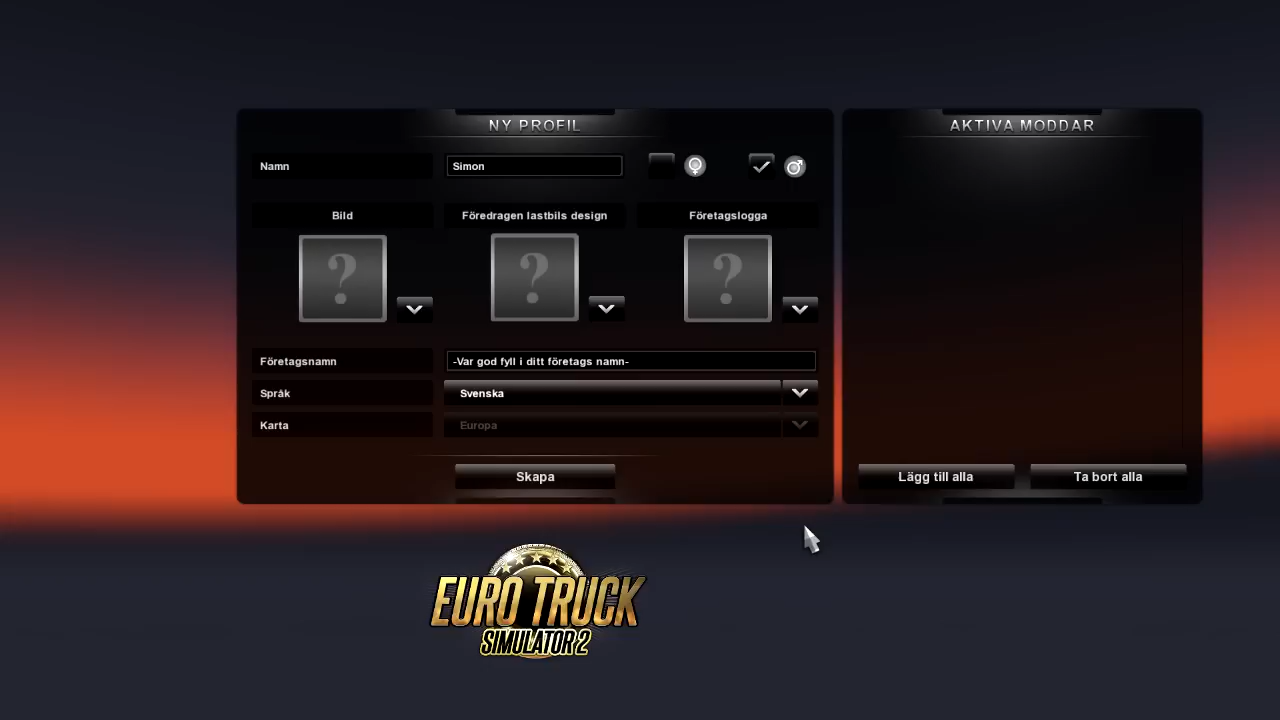 NY PROFIL
Namn
Simon
Bild
Föredragen lastbils design
Företagslogga
?
?
?
Företagsnamn
-Var god fyll i ditt företags namn-
Språk
Svenska
Karta
Europa
Skapa
AKTIVA MODDAR
Lägg till alla
Ta bort alla
EURO TRUCK
SIMULATOR 2